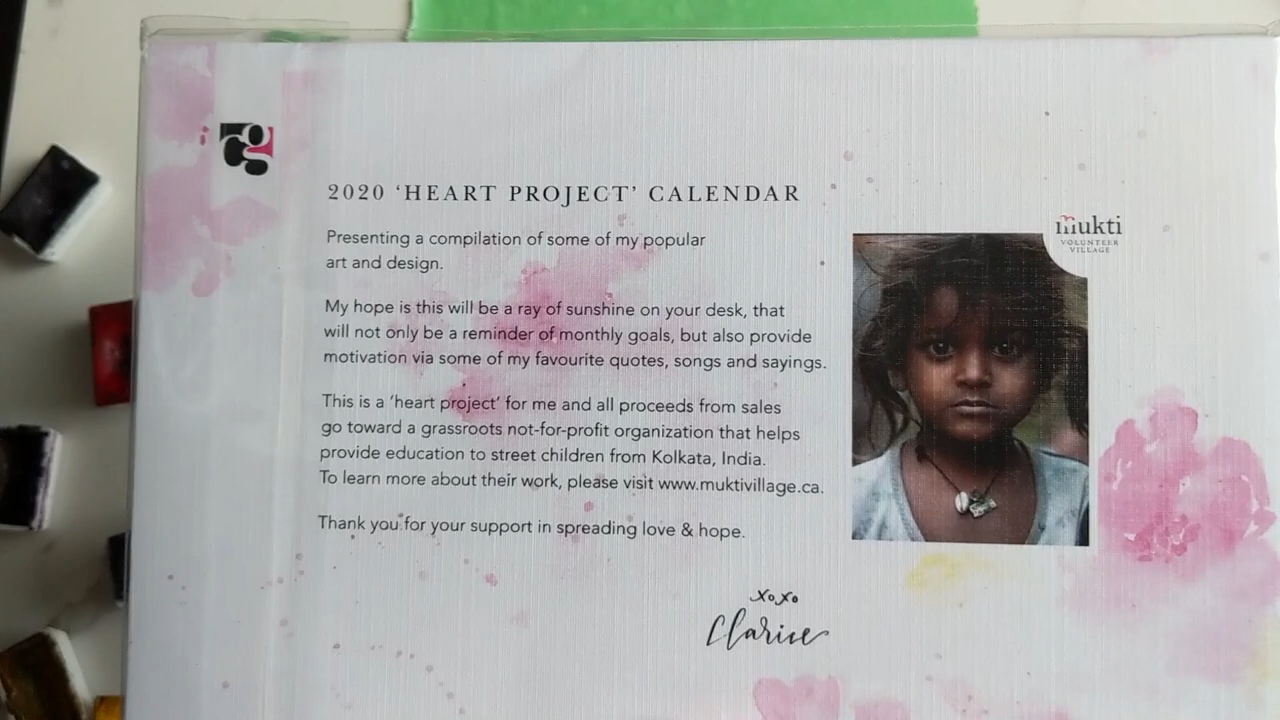 cg
2020 ‘HEART PROJECT’ CALENDAR
Presenting a compilation of some of my popular
art and design.
My hope is this will be a ray of sunshine on your desk, that
will not only be a reminder of monthly goals, but also provide
motivation via some of my favourite quotes, songs and sayings.
This is a ‘heart project’ for me and all proceeds from sales
go toward a grassroots not-for-profit organization that helps
provide education to street children from Kolkata, India.
To learn more about their work, please visit www.muktivillage.ca.
Thank you for your support in spreading love & hope.
xoxo
Clarice
mukti
VOLUNTEER
VILLAGE